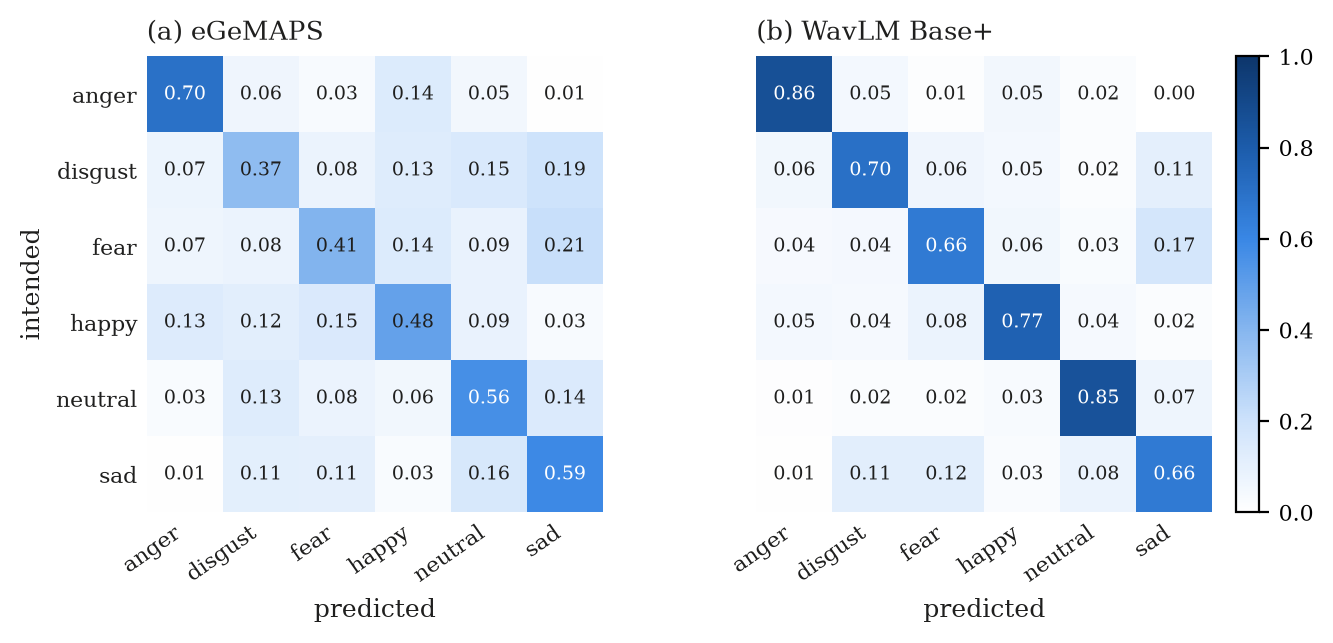 (a) eGeMAPS
(b) WavLM Base+
intended
anger 0.70 0.06 0.03 0.14 0.05 0.01
disgust 0.07 0.37 0.08 0.13 0.15 0.19
fear 0.07 0.08 0.41 0.14 0.09 0.21
happy 0.13 0.12 0.15 0.48 0.09 0.03
neutral 0.03 0.13 0.08 0.06 0.56 0.14
sad 0.01 0.11 0.11 0.03 0.16 0.59
anger disgust fear happy neutral sad
predicted
0.86 0.05 0.01 0.05 0.02 0.00
0.06 0.70 0.06 0.05 0.02 0.11
0.04 0.04 0.66 0.06 0.03 0.17
0.05 0.04 0.08 0.77 0.04 0.02
0.01 0.02 0.02 0.03 0.85 0.07
0.01 0.11 0.12 0.03 0.08 0.66
anger disgust fear happy neutral sad
predicted
1.0
0.8
0.6
0.4
0.2
0.0